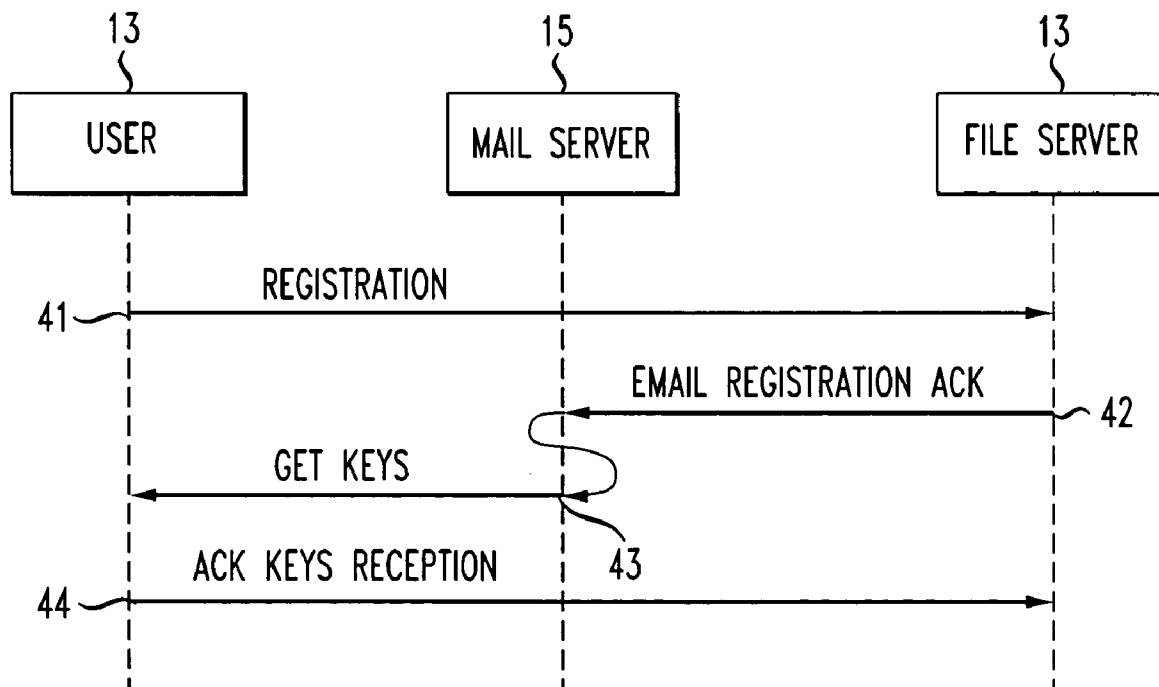 13
15
13
USER
MAIL SERVER
FILE SERVER
REGISTRATION
41
EMAIL REGISTRATION ACK
42
GET KEYS
43
ACK KEYS RECEPTION
44